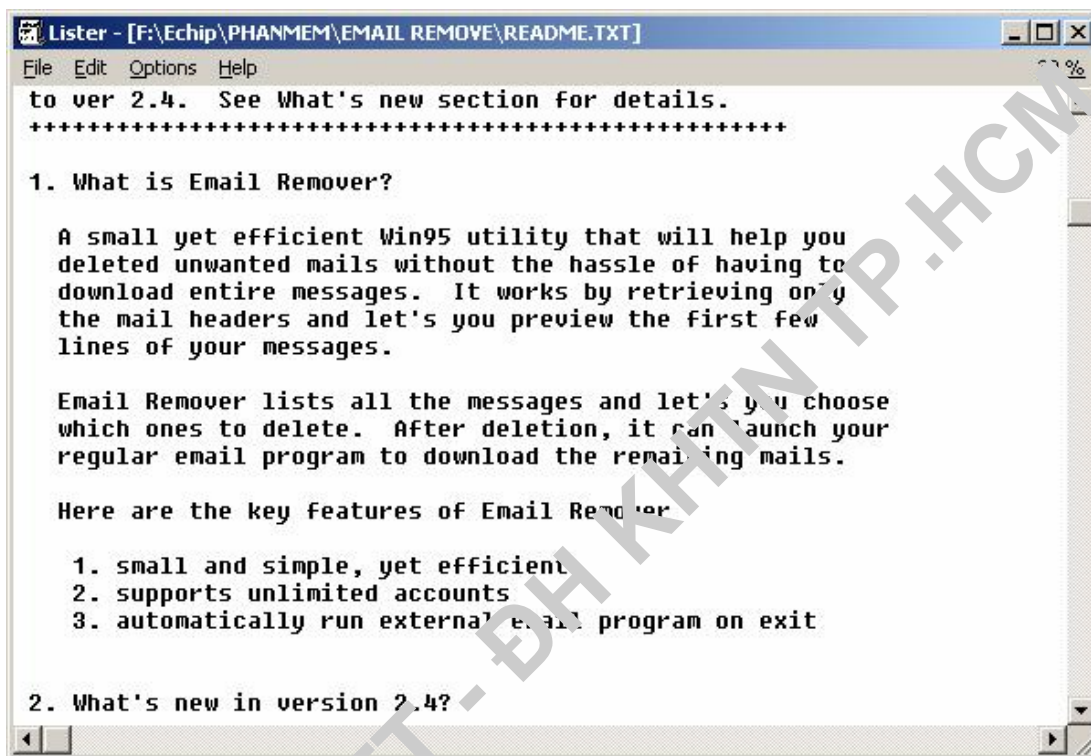 Lister - [F:\Echip\PHANMEM\EMAIL REMOVE\README.TXT]
File Edit Options Help %
to ver 2.4. See What's new section for details.
++++++++++++++++++++++++++++++++++++++++++++++++++++
1. What is Email Remover?
A small yet efficient Win95 utility that will help you
deleted unwanted mails without the hassle of having to
download entire messages. It works by retrieving only
the mail headers and let's you preview the first few
lines of your messages.
Email Remover lists all the messages and let's you choose
which ones to delete. After deletion, it can launch your
regular email program to download the remaining mails.
Here are the key features of Email Remover
1. small and simple, yet efficient
2. supports unlimited accounts
3. automatically run external email program on exit
2. What's new in version 2.4?
T - ĐH KHTN TP.HCM